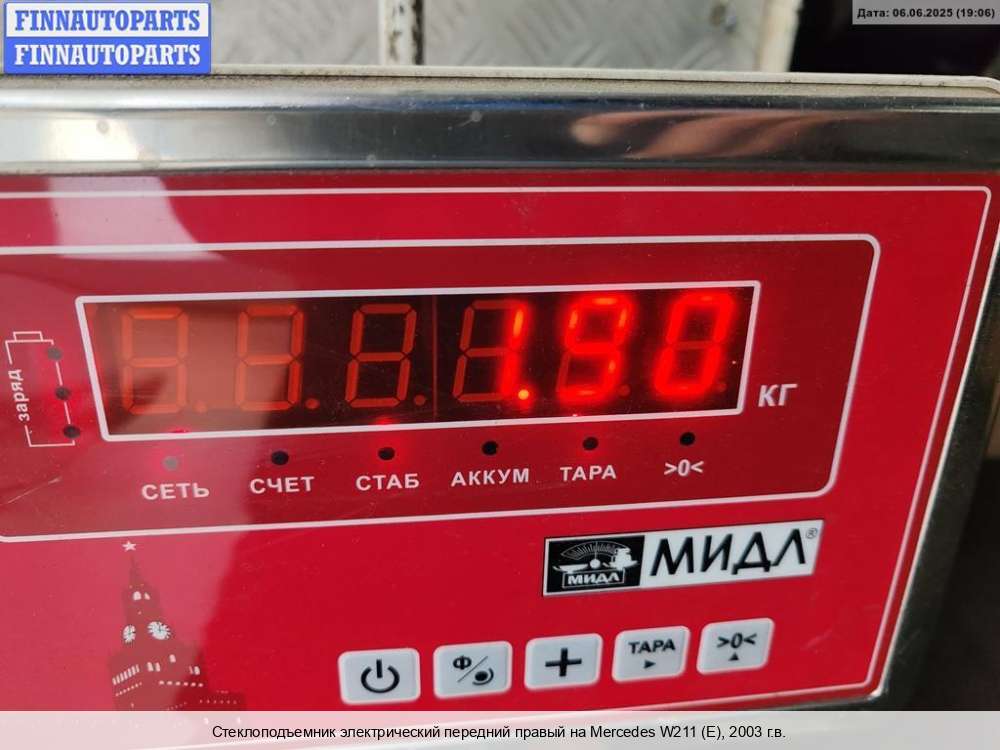 FINNAUTOPARTS
FINNAUTOPARTS
Дата: 06.06.2025 (19:06)
заряд
1.90
кг
СЕТЬ СЧЕТ СТАБ АККУМ ТАРА >0<
МИДЛ
МИДЛ®
Ф
ТАРА
>0<
Стеклоподъемник электрический передний правый на Mercedes W211 (E), 2003 г.в.